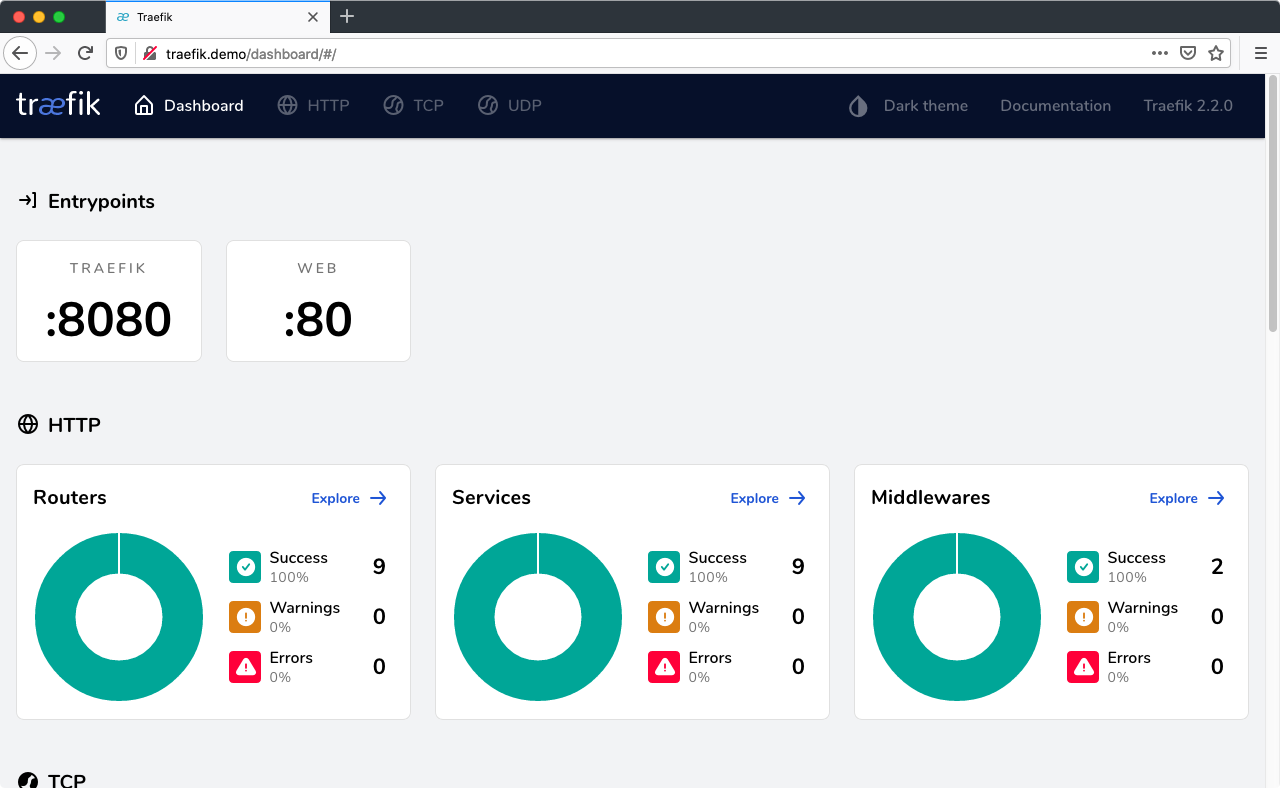 æ Traefik
traefik.demo/dashboard/#/
træfik Dashboard HTTP TCP UDP Dark theme Documentation Traefik 2.2.0
Entrypoints
TRAEFIK
:8080
WEB
:80
HTTP
Routers Explore
Success 9
100%
Warnings 0
0%
Errors 0
0%
Services Explore
Success 9
100%
Warnings 0
0%
Errors 0
0%
Middlewares Explore
Success 2
100%
Warnings 0
0%
Errors 0
0%
TCP